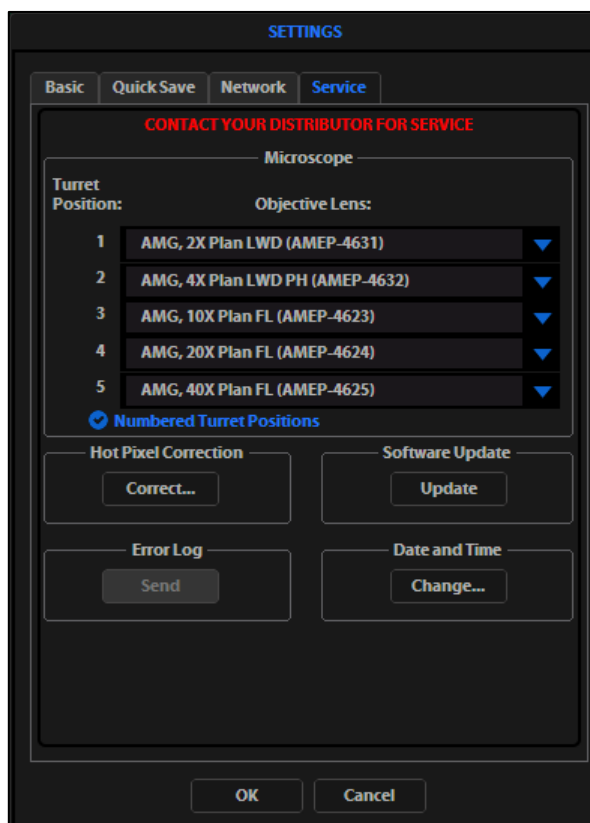 SETTINGS
Basic Quick Save Network Service
CONTACT YOUR DISTRIBUTOR FOR SERVICE
Microscope
Turret
Position: Objective Lens:
1 AMG, 2X Plan LWD (AMEP-4631)
2 AMG, 4X Plan LWD PH (AMEP-4632)
3 AMG, 10X Plan FL (AMEP-4623)
4 AMG, 20X Plan FL (AMEP-4624)
5 AMG, 40X Plan FL (AMEP-4625)
Numbered Turret Positions
Hot Pixel Correction Software Update
Correct... Update
Error Log Date and Time
Send Change...
OK Cancel